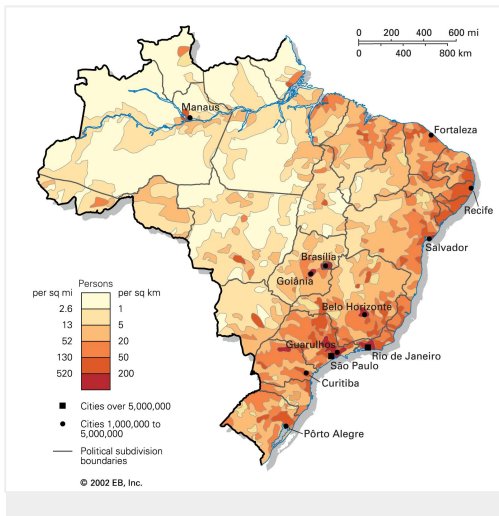 0 200 400 600 mi
0 400 800 km
Manaus
Fortaleza
Recife
Salvador
Brasília
Goiânia
Belo Horizonte
Guarulhos
Rio de Janeiro
São Paulo
Curitiba
Pôrto Alegre
Persons
per sq mi per sq km
2.6 1
13 5
52 20
130 50
520 200
Cities over 5,000,000
Cities 1,000,000 to
5,000,000
Political subdivision
boundaries
© 2002 EB, Inc.